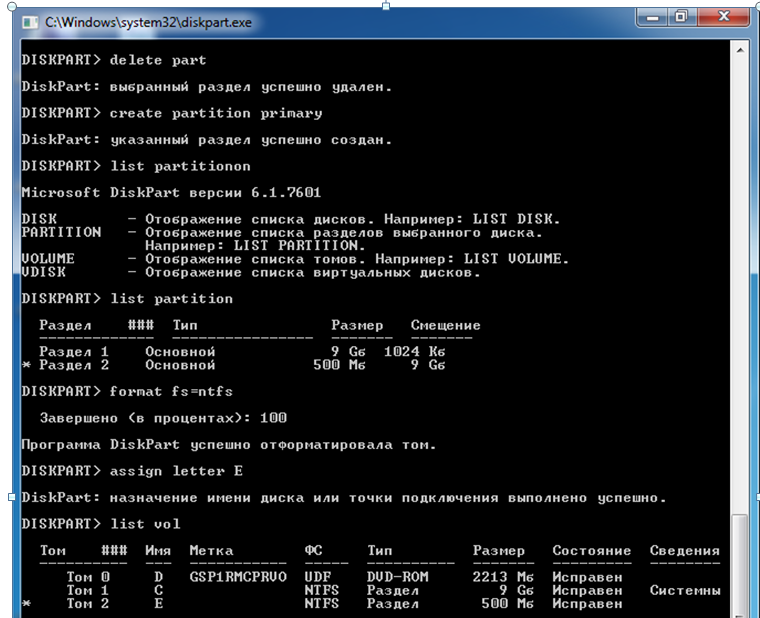 C:\Windows\system32\diskpart.exe
DISKPART> delete part
DiskPart: выбранный раздел успешно удален.
DISKPART> create partition primary
DiskPart: указанный раздел успешно создан.
DISKPART> list partitionon
Microsoft DiskPart версии 6.1.7601
DISK - Отображение списка дисков. Например: LIST DISK.
PARTITION - Отображение списка разделов выбранного диска.
Например: LIST PARTITION.
VOLUME - Отображение списка томов. Например: LIST VOLUME.
VDISK - Отображение списка виртуальных дисков.
DISKPART> list partition
Раздел ### Тип Размер Смещение
------------- ---------------- ------- -------
Раздел 1 Основной 9 Gб 1024 Kб
* Раздел 2 Основной 500 Mб 9 Gб
DISKPART> format fs=ntfs
Завершено (в процентах): 100
Программа DiskPart успешно отформатировала том.
DISKPART> assign letter E
DiskPart: назначение имени диска или точки подключения выполнено успешно.
DISKPART> list vol
Том ### Имя Метка ФС Тип Размер Состояние Сведения
---------- --- ----------- ----- ---------- ------- --------- --------
Том 0 D GSP1RMCPRVO UDF DVD-ROM 2213 Mб Исправен
Том 1 C NTFS Раздел 9 Gб Исправен Системны
* Том 2 E NTFS Раздел 500 Mб Исправен